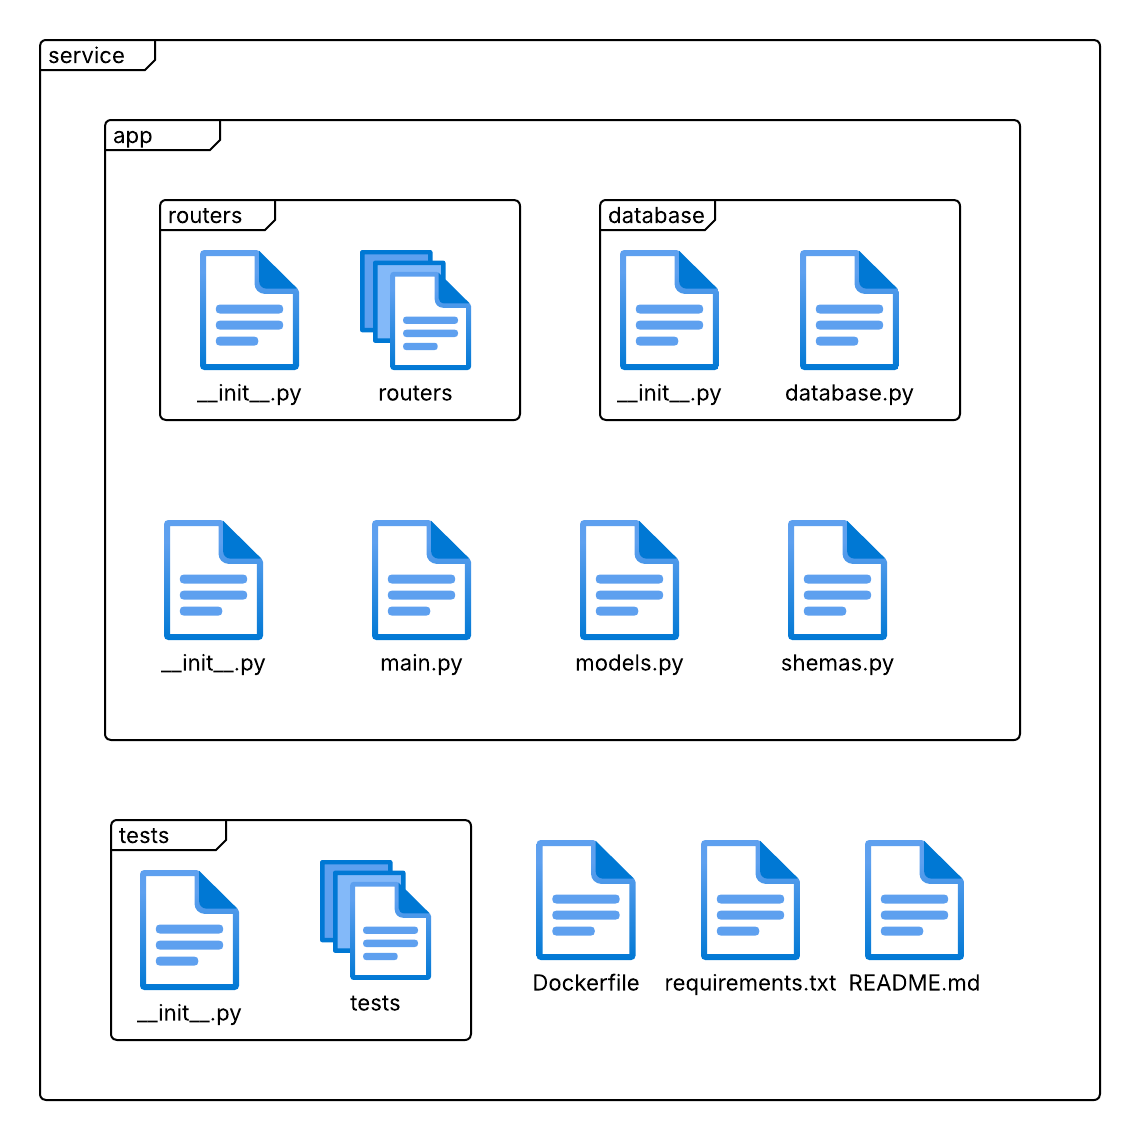 service
app
routers
database
__init__.py
routers
__init__.py
database.py
__init__.py
main.py
models.py
shemas.py
tests
__init__.py
tests
Dockerfile
requirements.txt
README.md